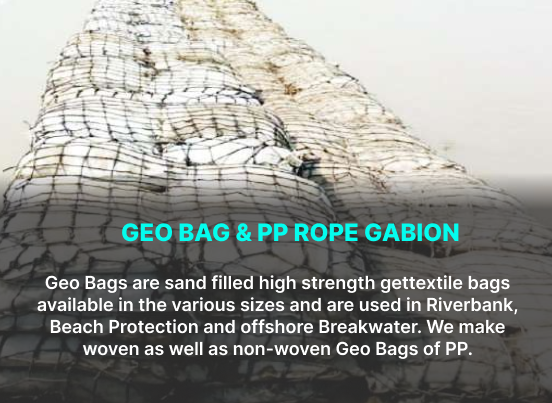 GEO BAG & PP ROPE GABION
Geo Bags are sand filled high strength gettextile bags
available in the various sizes and are used in Riverbank,
Beach Protection and offshore Breakwater. We make
woven as well as non-woven Geo Bags of PP.